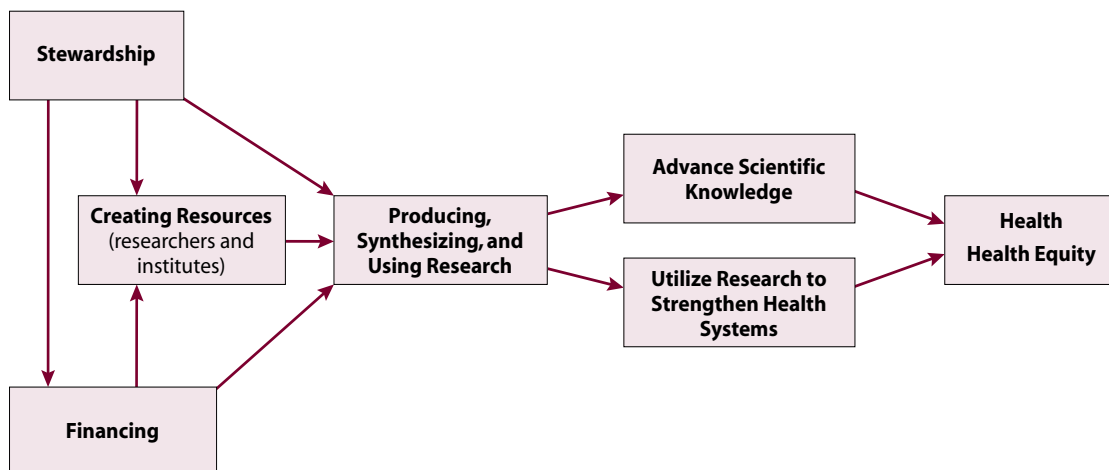 Stewardship
Creating Resources
(researchers and
institutes)
Financing
Producing,
Synthesizing, and
Using Research
Advance Scientific
Knowledge
Utilize Research to
Strengthen Health
Systems
Health
Health Equity